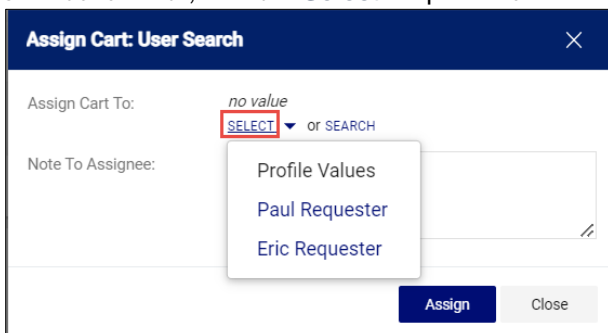 Assign Cart: User Search
Assign Cart To:
no value
SELECT or SEARCH
Note To Assignee:
Profile Values
Paul Requester
Eric Requester
Assign Close